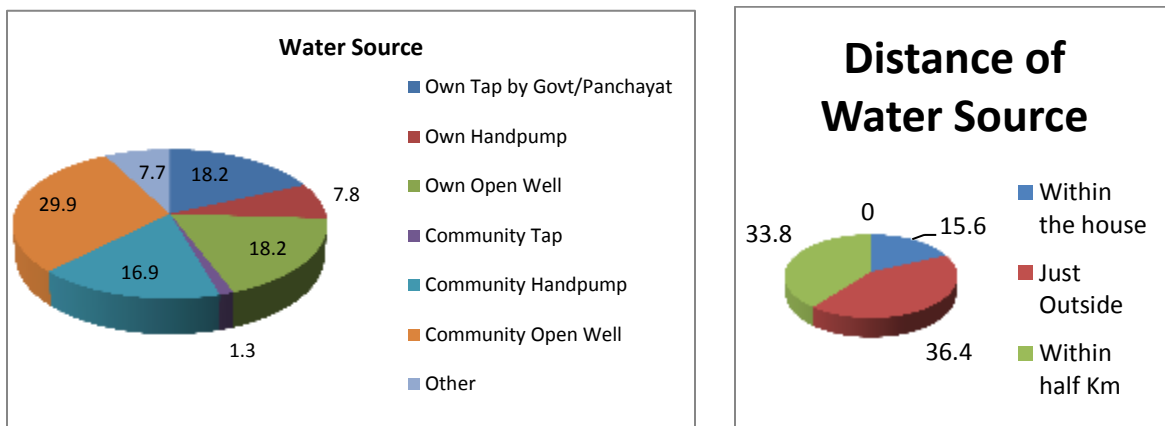 Water Source
Own Tap by Govt/Panchayat
Own Handpump
Own Open Well
Community Tap
Community Handpump
Community Open Well
Other
7.7
18.2
7.8
29.9
18.2
16.9
1.3
Distance of
Water Source
0
33.8
15.6
36.4
Within
the house
Just
Outside
Within
half Km